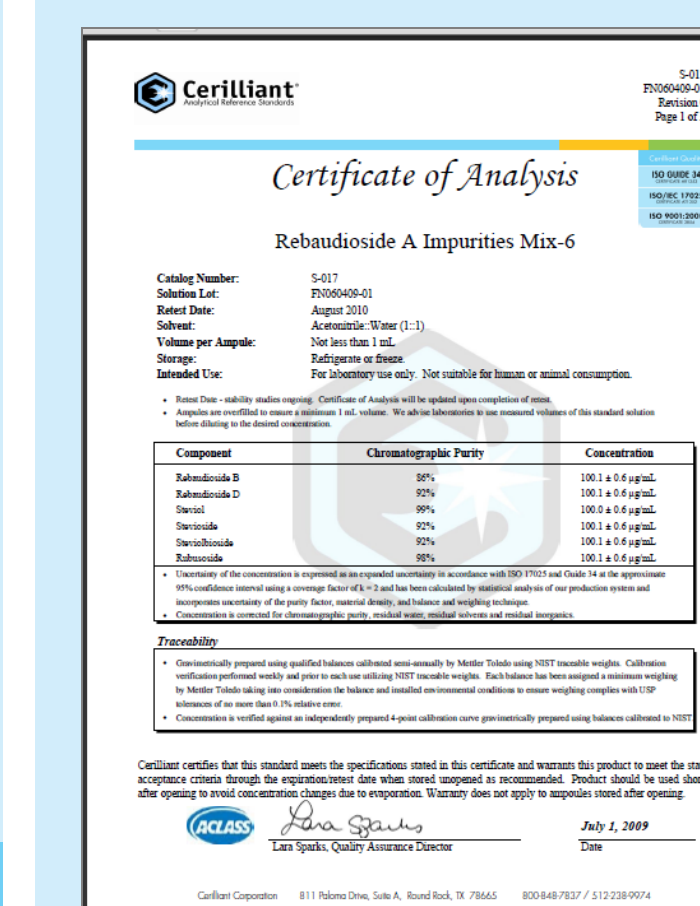 Cerilliant
Analytical Reference Standards
S-01
FN060409-0
Revision
Page 1 of
Certificate of Analysis
Cerilliant Quality
ISO GUIDE 34
ISO/IEC 1702
ISO 9001:200
Rebaudioside A Impurities Mix-6
Catalog Number: S-017
Solution Lot: FN060409-01
Retest Date: August 2010
Solvent: Acetonitrile::Water (1::1)
Volume per Ampule: Not less than 1 mL
Storage: Refrigerate or freeze.
Intended Use: For laboratory use only. Not suitable for human or animal consumption.
• Retest Date - stability studies ongoing. Certificate of Analysis will be updated upon completion of retest.
• Ampules are overfilled to ensure a minimum 1 mL volume. We advise laboratories to use measured volumes of this standard solution
before diluting to the desired concentration.
Component Chromatographic Purity Concentration
Rebaudioside B 86% 100.1 ± 0.6 µg/mL
Rebaudioside D 92% 100.1 ± 0.6 µg/mL
Steviol 99% 100.0 ± 0.6 µg/mL
Stevioside 92% 100.1 ± 0.6 µg/mL
Steviolbioside 92% 100.1 ± 0.6 µg/mL
Rubusoside 98% 100.1 ± 0.6 µg/mL
• Uncertainty of the concentration is expressed as an expanded uncertainty in accordance with ISO 17025 and Guide 34 at the approximate
95% confidence interval using a coverage factor of k = 2 and has been calculated by statistical analysis of our production system and
incorporates uncertainty of the purity factor, material density, and balance and weighing technique.
• Concentration is corrected for chromatographic purity, residual water, residual solvents and residual inorganics.
Traceability
• Gravimetrically prepared using qualified balances calibrated semi-annually by Mettler Toledo using NIST traceable weights. Calibration
verification performed weekly and prior to each use utilizing NIST traceable weights. Each balance has been assigned a minimum weighing
by Mettler Toledo taking into consideration the balance and installed environmental conditions to ensure weighing complies with USP
tolerances of no more than 0.1% relative error.
• Concentration is verified against an independently prepared 4-point calibration curve gravimetrically prepared using balances calibrated to NIST
Cerilliant certifies that this standard meets the specifications stated in this certificate and warrants this product to meet the sta
acceptance criteria through the expiration/retest date when stored unopened as recommended. Product should be used shor
after opening to avoid concentration changes due to evaporation. Warranty does not apply to ampoules stored after opening.
ACLASS
Lara Sparks
July 1, 2009
Lara Sparks, Quality Assurance Director
Date
Cerilliant Corporation 811 Paloma Drive, Suite A, Round Rock, TX 78665 800-848-7837 / 512-238-9974